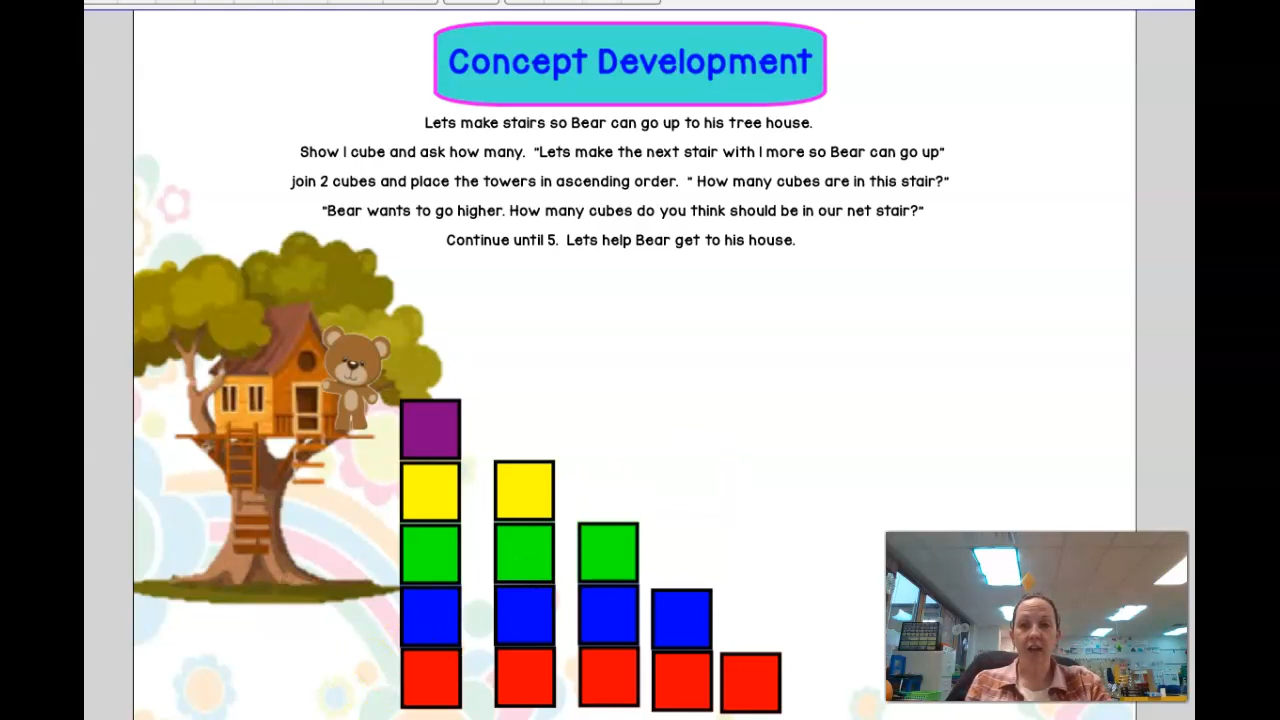 Concept Development
Lets make stairs so Bear can go up to his tree house.
Show 1 cube and ask how many. "Lets make the next stair with 1 more so Bear can go up"
join 2 cubes and place the towers in ascending order. " How many cubes are in this stair?"
"Bear wants to go higher. How many cubes do you think should be in our net stair?"
Continue until 5. Lets help Bear get to his house.